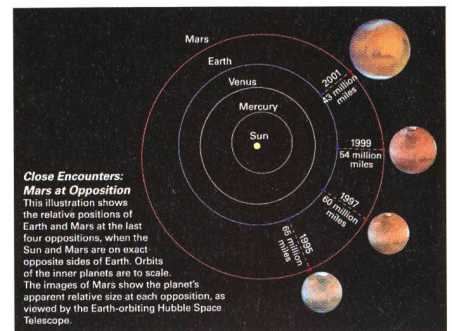 Mars
Earth
Venus
Mercury
Sun
2001
43 million
miles
1999
54 million
miles
1997
60 million
miles
1995
65 million
miles
Close Encounters:
Mars at Opposition
This illustration shows
the relative positions of
Earth and Mars at the last
four oppositions, when the
Sun and Mars are on exact
opposite sides of Earth. Orbits
of the inner planets are to scale.
The images of Mars show the planet's
apparent relative size at each opposition, as
viewed by the Earth-orbiting Hubble Space
Telescope.